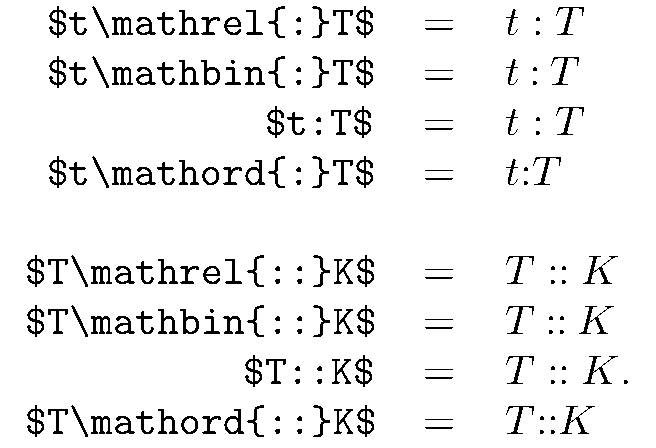 $t\mathrel{:}T$ = t : T
$t\mathbin{:}T$ = t : T
$t:T$ = t : T
$t\mathord{:}T$ = t:T
$T\mathrel{::}K$ = T :: K
$T\mathbin{::}K$ = T :: K
$T::K$ = T :: K.
$T\mathord{::}K$ = T::K